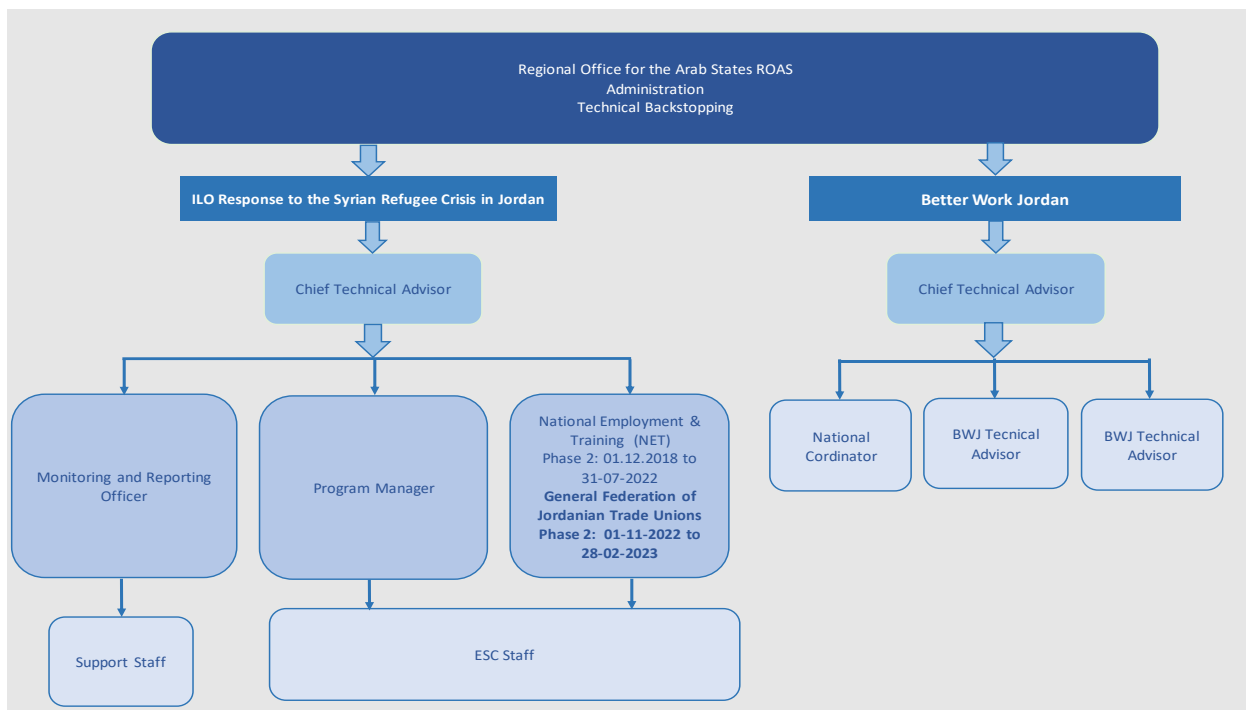 Regional Office for the Arab States ROAS
Administration
Technical Backstopping
ILO Response to the Syrian Refugee Crisis in Jordan
Better Work Jordan
Chief Technical Advisor
Chief Technical Advisor
Monitoring and Reporting
Officer
Program Manager
National Employment &
Training (NET)
Phase 2: 01.12.2018 to
31-07-2022
General Federation of
Jordanian Trade Unions
Phase 2: 01-11-2022 to
28-02-2023
National
Cordinator
BWJ Tecnical
Advisor
BWJ Technical
Advisor
Support Staff
ESC Staff